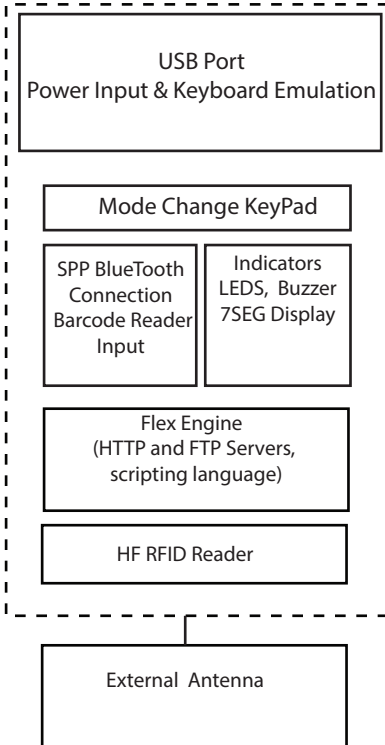 USB Port
Power Input & Keyboard Emulation
Mode Change KeyPad
SPP BlueTooth
Connection
Barcode Reader
Input
Indicators
LEDS, Buzzer
7SEG Display
Flex Engine
(HTTP and FTP Servers,
scripting language)
HF RFID Reader
External Antenna